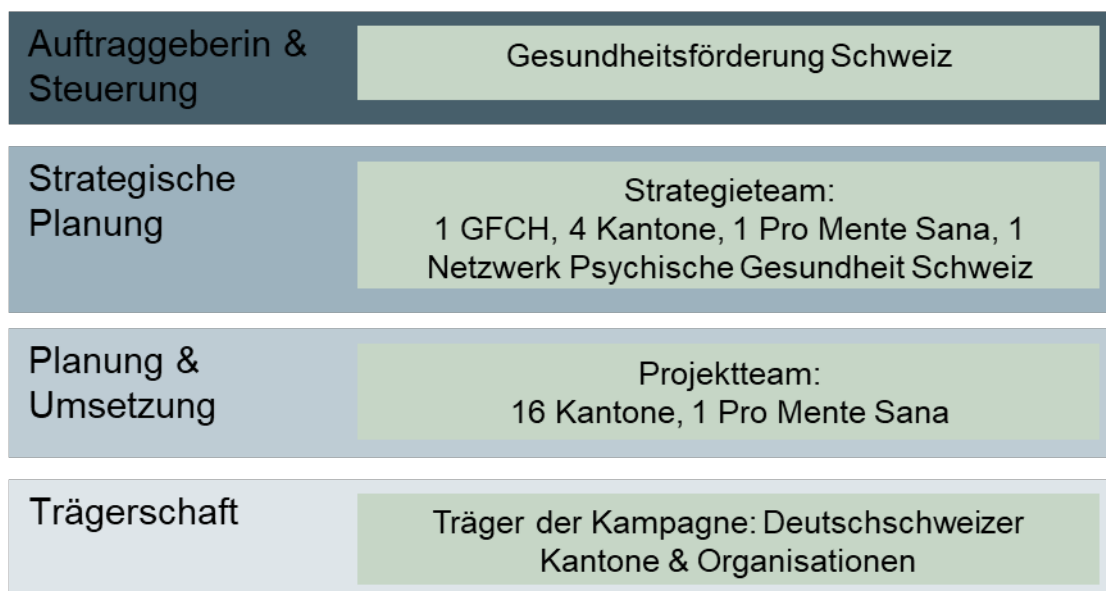 Auftraggeberin &
Steuerung
Gesundheitsförderung Schweiz
Strategische
Planung
Strategieteam:
1 GFCH, 4 Kantone, 1 Pro Mente Sana, 1
Netzwerk Psychische Gesundheit Schweiz
Planung &
Umsetzung
Projektteam:
16 Kantone, 1 Pro Mente Sana
Trägerschaft
Träger der Kampagne: Deutschschweizer
Kantone & Organisationen